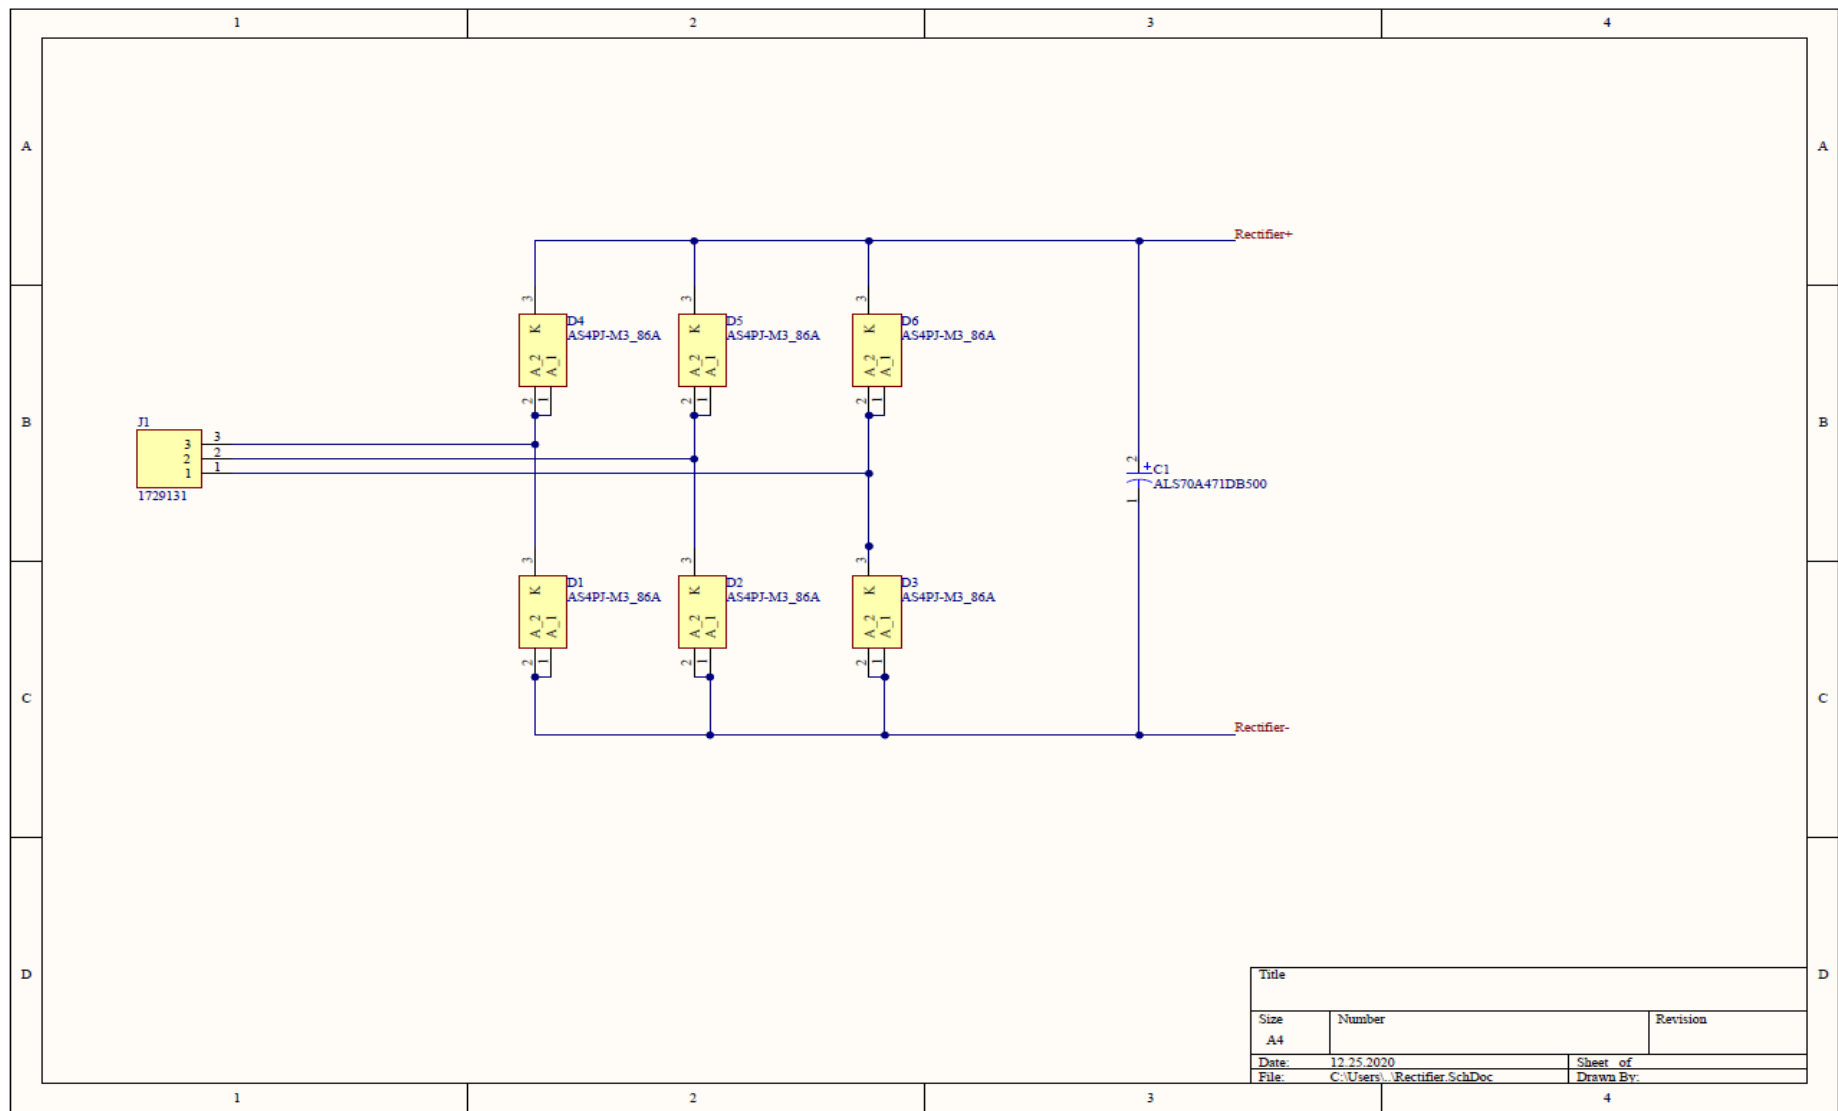 1 2 3 4
A A
Rectifier+
3 3 3
D4 D5 D6
AS4PJ-M3_86A AS4PJ-M3_86A AS4PJ-M3_86A
K K K
A_2 A_1 A_2 A_1 A_2 A_1
2 1 2 1 2 1
B B
J1
3 3
2 2
1 1
1729131
2
+ C1
ALS70A471DB500
1
3 3 3
D1 D2 D3
AS4PJ-M3_86A AS4PJ-M3_86A AS4PJ-M3_86A
K K K
A_2 A_1 A_2 A_1 A_2 A_1
2 1 2 1 2 1
C C
Rectifier-
D D
Title
Size Number Revision
A4
Date: 12.25.2020 Sheet of
File: C:\Users\..\Rectifier.SchDoc Drawn By:
1 2 3 4